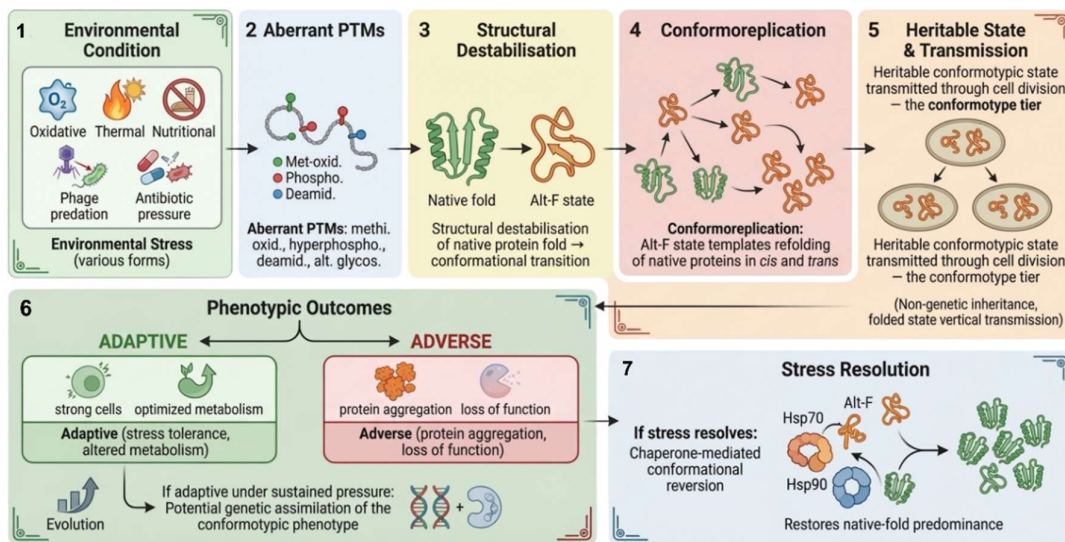 1 Environmental
Condition
O₂
Oxidative Thermal Nutritional
Phage
predation
Antibiotic
pressure
Environmental Stress
(various forms)
2 Aberrant PTMs
Met-oxid.
Phospho.
Deamid.
Aberrant PTMs: methi.
oxid., hyperphospho.,
deamid., alt. glycos.
3 Structural
Destabilisation
Native fold Alt-F state
Structural destabilisation
of native protein fold →
conformational transition
4 Conformoreplication
Conformoreplication:
Alt-F state templates refolding
of native proteins in cis and trans
5 Heritable State
& Transmission
Heritable conformotypic state
transmitted through cell division
— the conformotype tier
Heritable conformotypic state
transmitted through cell division
— the conformotype tier
(Non-genetic inheritance,
folded state vertical transmission)
6 Phenotypic Outcomes
ADAPTIVE
strong cells optimized metabolism
Adaptive (stress tolerance,
altered metabolism)
ADVERSE
protein aggregation loss of function
Adverse (protein aggregation,
loss of function)
Evolution
If adaptive under sustained pressure:
Potential genetic assimilation of the
conformotypic phenotype
+
7 Stress Resolution
If stress resolves:
Chaperone-mediated
conformational
reversion
Hsp70
Alt-F
Hsp90
Restores native-fold predominance